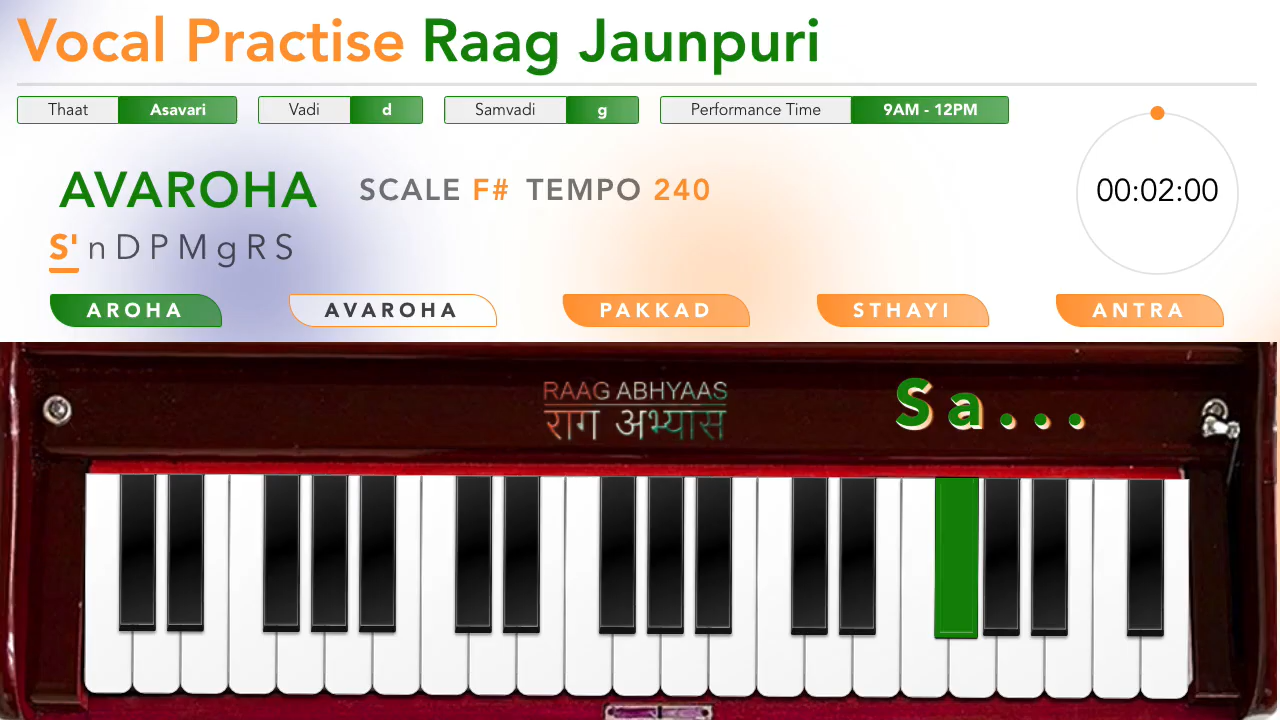 Vocal Practise Raag Jaunpuri
Thaat Asavari Vadi d Samvadi g Performance Time 9AM - 12PM
AVAROHA SCALE F# TEMPO 240
00:02:00
S' n D P M g R S
AROHA AVAROHA PAKKAD STHAYI ANTRA
RAAG ABHYAAS
राग अभ्यास
Sa...